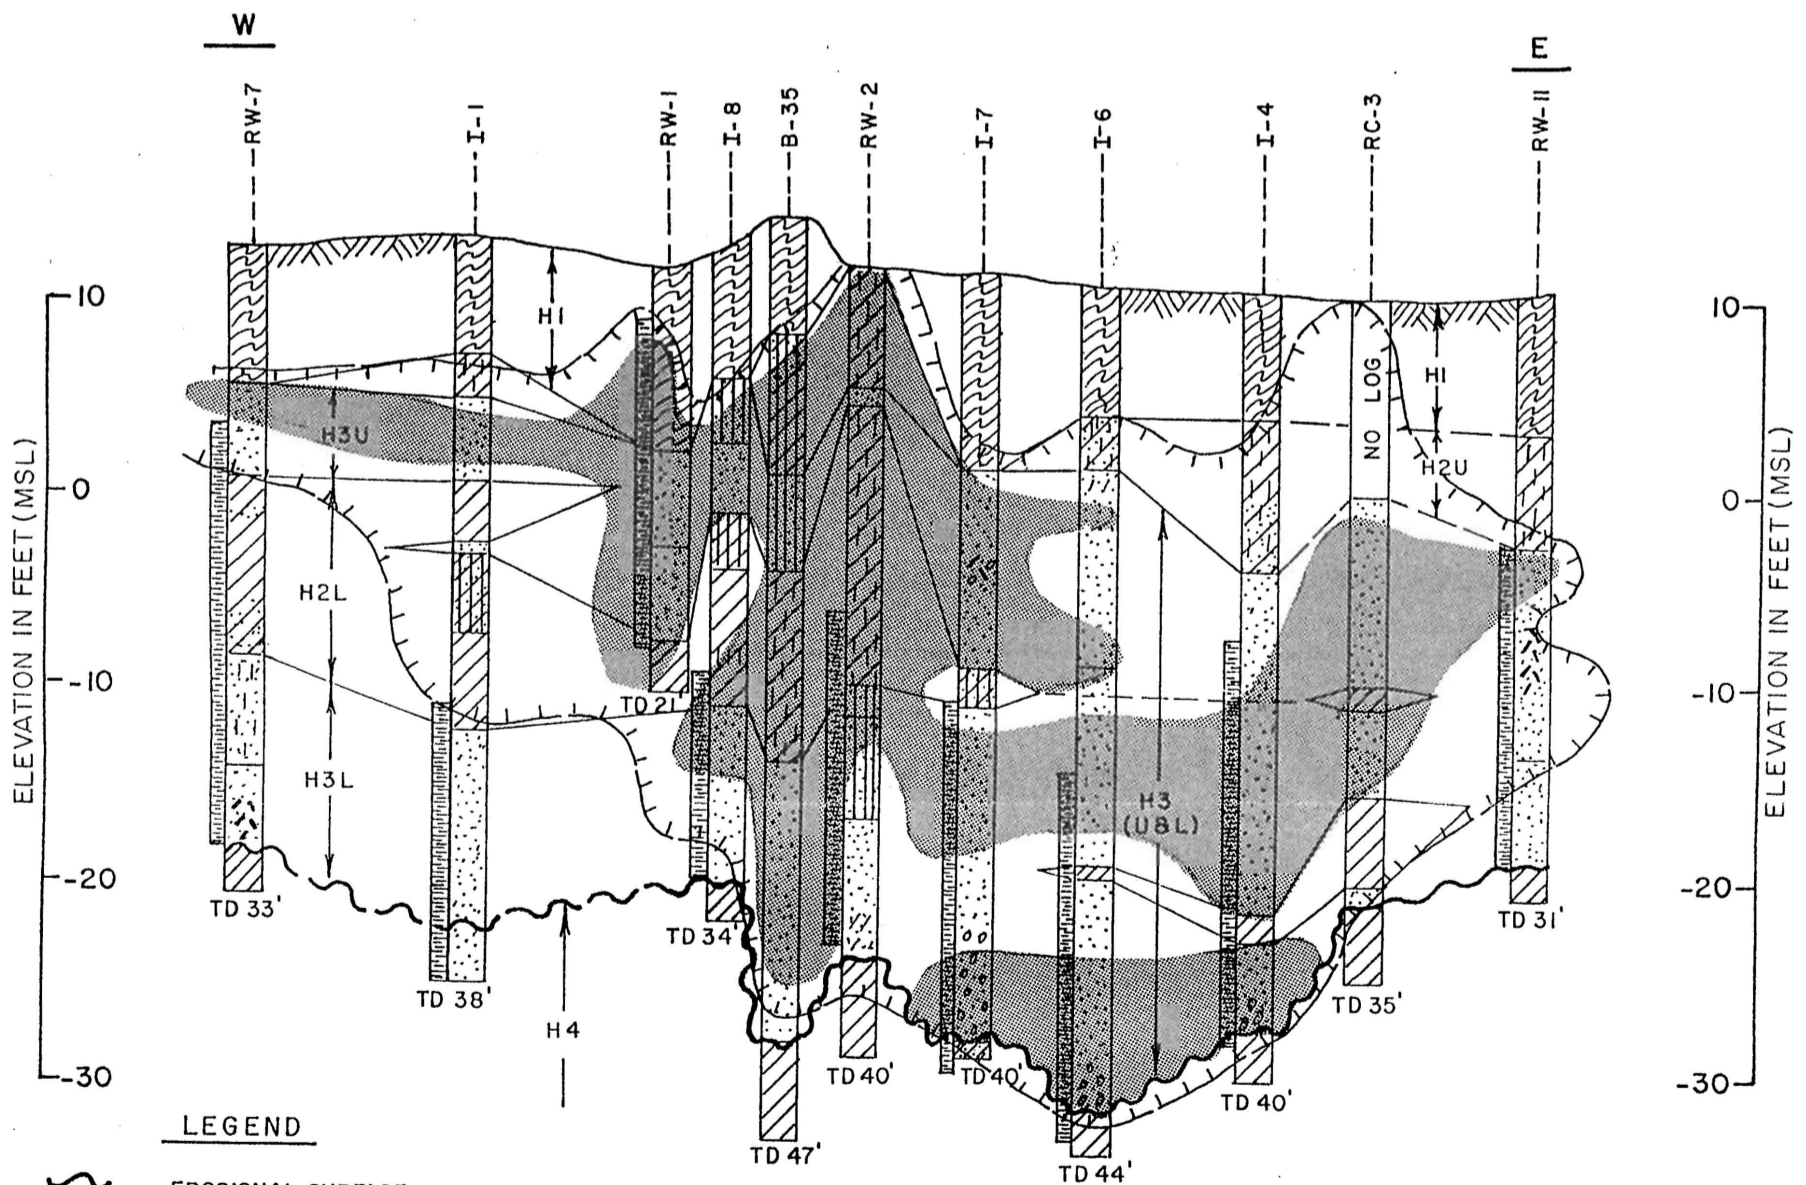 W
E
RW-7
I-1
RW-1
I-8
B-35
RW-2
I-7
I-6
I-4
RC-3
RW-11
10
0
-10
-20
-30
ELEVATION IN FEET (MSL)
10
0
-10
-20
-30
ELEVATION IN FEET (MSL)
H1
H3U
H2L
H3L
H4
NO LOG
H1
H2U
H3
(U&L)
TD 33'
TD 38'
TD 21'
TD 34'
TD 47'
TD 40'
TD 40'
TD 44'
TD 40'
TD 35'
TD 31'
LEGEND